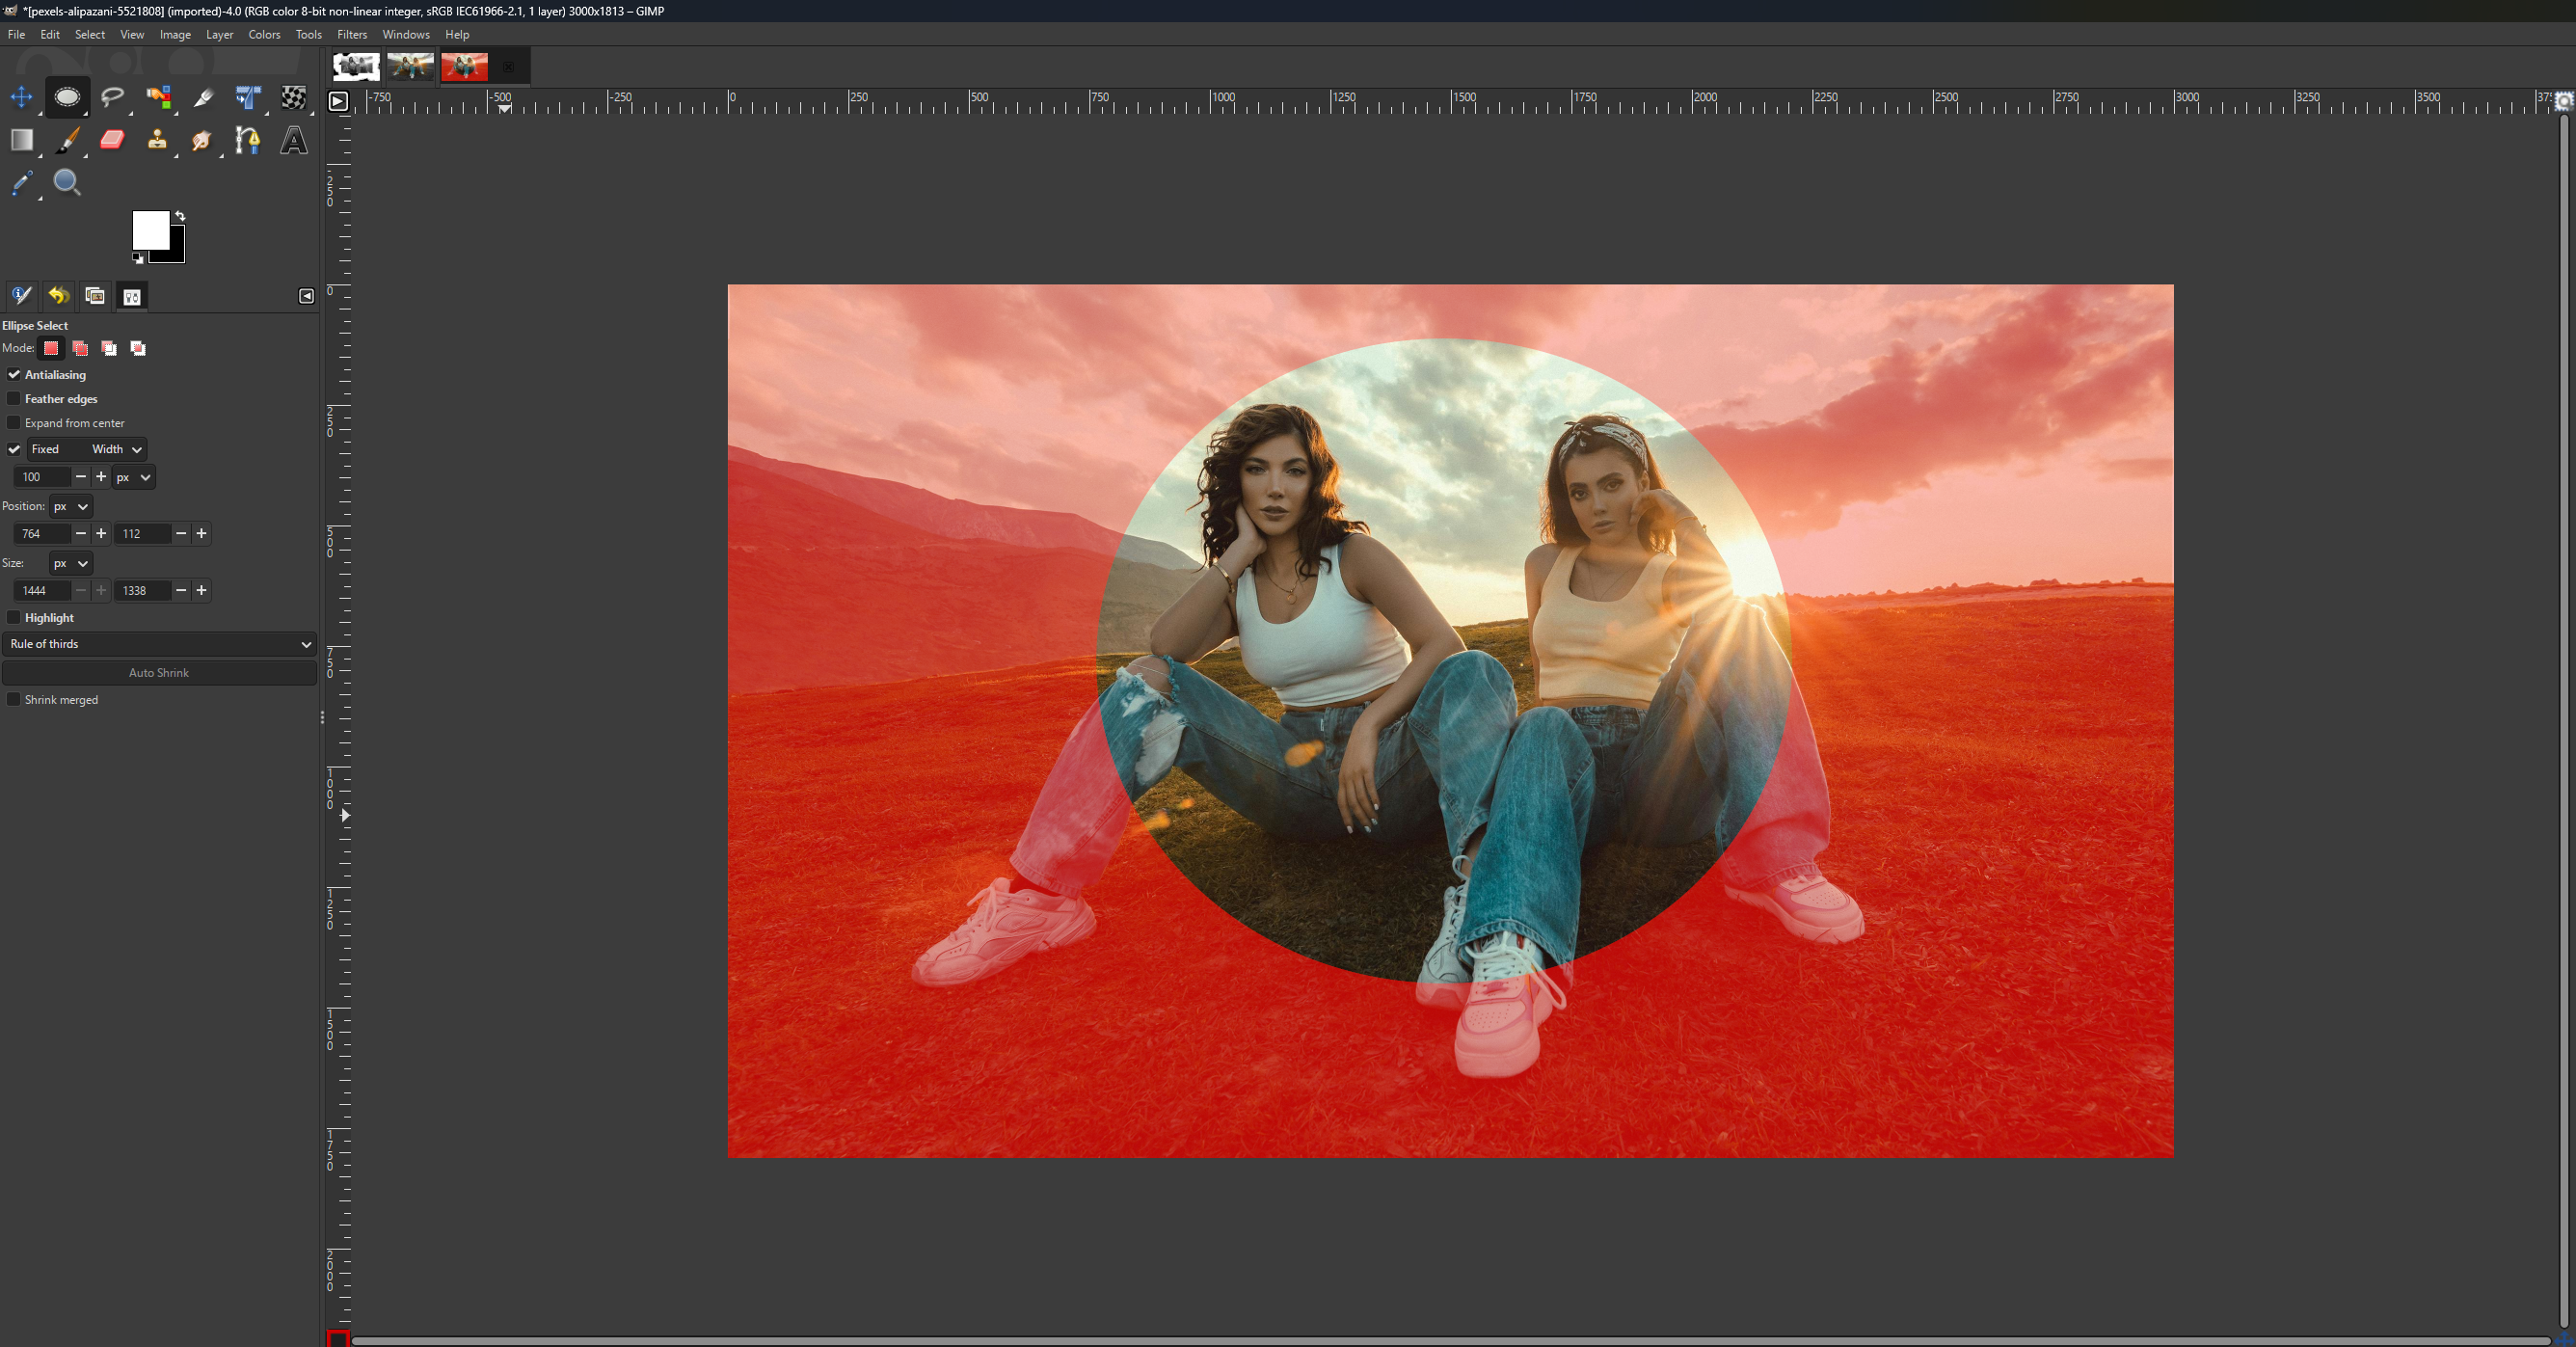 *[pexels-alipazani-5521808] (imported)-4.0 (RGB color 8-bit non-linear integer, sRGB IEC61966-2.1, 1 layer) 3000x1813 – GIMP
File Edit Select View Image Layer Colors Tools Filters Windows Help
-750 -500 -250 0 250 500 750 1000 1250 1500 1750 2000 2250 2500 2750 3000 3250 3500
-250
0
250
500
750
1000
1250
1500
1750
2000
Ellipse Select
Mode:
Antialiasing
Feather edges
Expand from center
Fixed Width
100 px
Position: px
764 112
Size: px
1444 1338
Highlight
Rule of thirds
Auto Shrink
Shrink merged